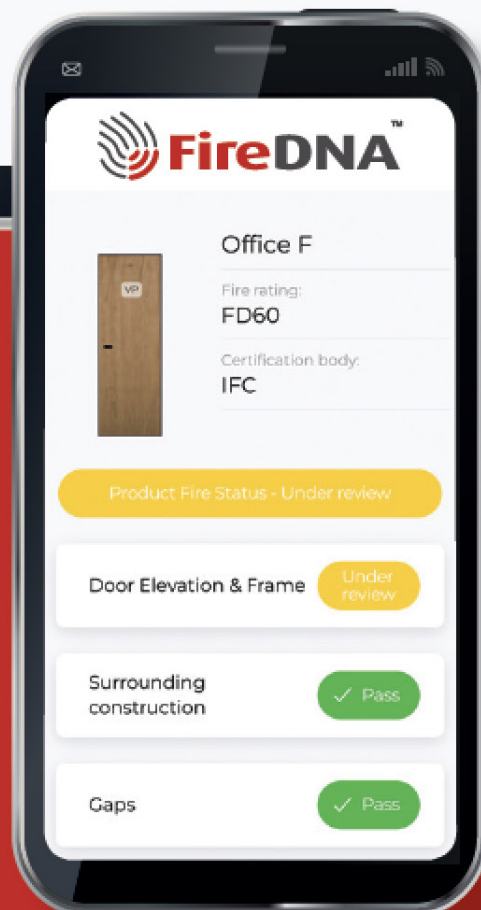 FireDNA™
Office F
VP
Fire rating:
FD60
Certification body:
IFC
Product Fire Status - Under review
Door Elevation & Frame
Under
review
Surrounding
construction
Pass
Gaps
Pass